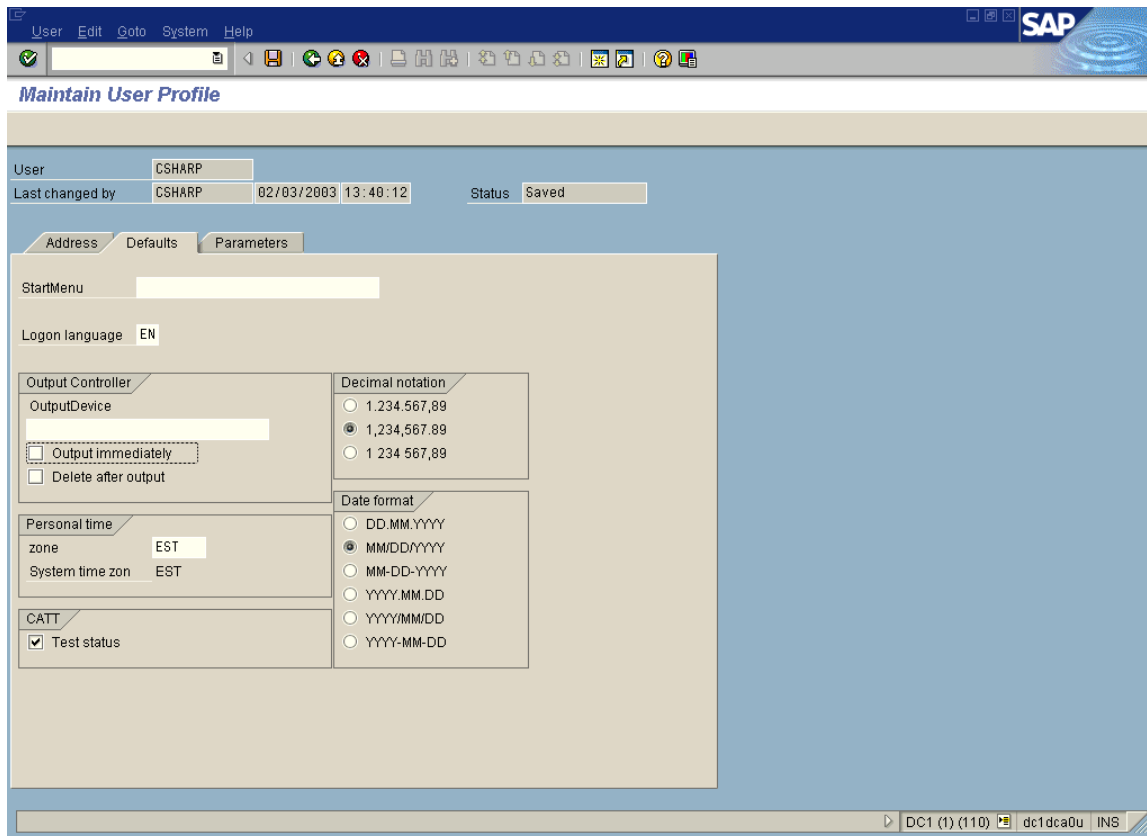 User Edit Goto System Help
SAP
Maintain User Profile
User CSHARP
Last changed by CSHARP 02/03/2003 13:40:12 Status Saved
Address Defaults Parameters
StartMenu
Logon language EN
Output Controller
OutputDevice
Output immediately
Delete after output
Decimal notation
1.234.567,89
1,234,567.89
1 234 567,89
Personal time
zone EST
System time zon EST
Date format
DD.MM.YYYY
MM/DD/YYYY
MM-DD-YYYY
YYYY.MM.DD
YYYY/MM/DD
YYYY-MM-DD
CATT
Test status
DC1 (1) (110) dc1dca0u INS